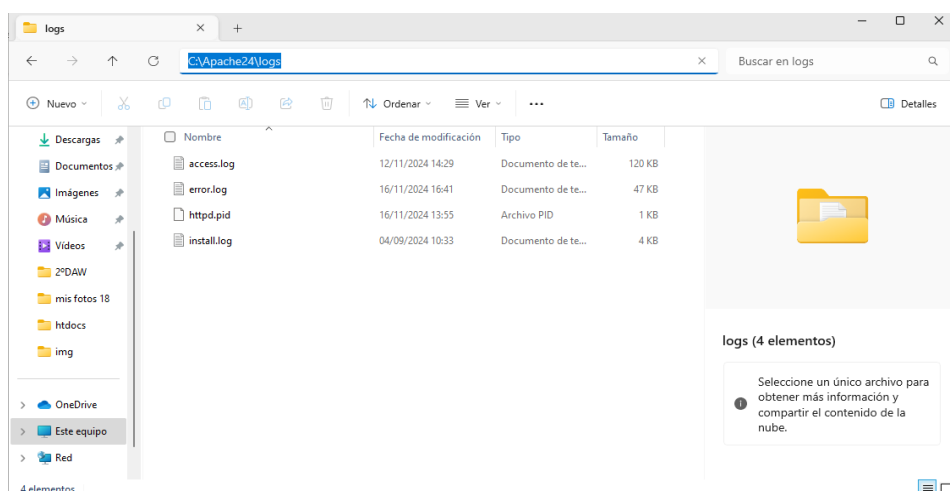 logs
C:\Apache24\logs
Buscar en logs
Nuevo
Ordenar
Ver
Detalles
Descargas
Documentos
Imágenes
Música
Vídeos
2ºDAW
mis fotos 18
htdocs
img
OneDrive
Este equipo
Red
4 elementos
Nombre Fecha de modificación Tipo Tamaño
access.log 12/11/2024 14:29 Documento de te... 120 KB
error.log 16/11/2024 16:41 Documento de te... 47 KB
httpd.pid 16/11/2024 13:55 Archivo PID 1 KB
install.log 04/09/2024 10:33 Documento de te... 4 KB
logs (4 elementos)
Seleccione un único archivo para
obtener más información y
compartir el contenido de la
nube.